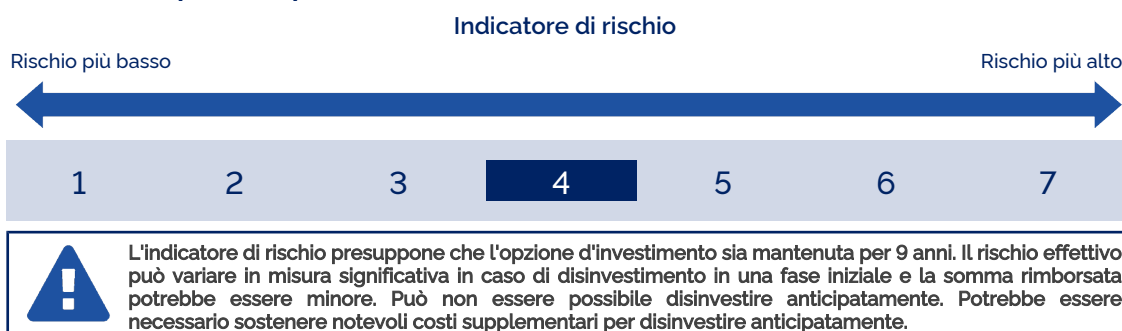 Indicatore di rischio
Rischio più basso Rischio più alto
1 2 3 4 5 6 7
L'indicatore di rischio presuppone che l'opzione d'investimento sia mantenuta per 9 anni. Il rischio effettivo
può variare in misura significativa in caso di disinvestimento in una fase iniziale e la somma rimborsata
potrebbe essere minore. Può non essere possibile disinvestire anticipatamente. Potrebbe essere
necessario sostenere notevoli costi supplementari per disinvestire anticipatamente.